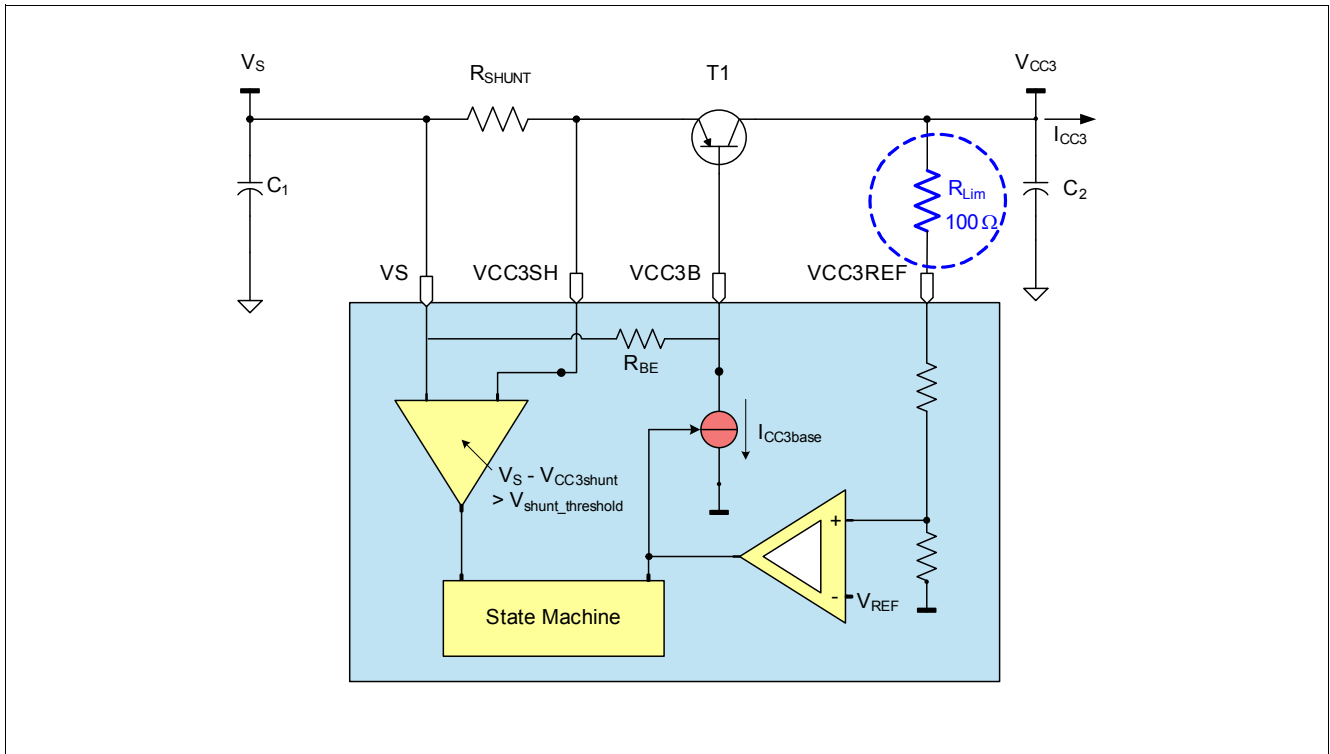 VS
RSHUNT
T1
VCC3
ICC3
C1
RLim
100 Ω
C2
VS
VCC3SH
VCC3B
VCC3REF
RBE
ICC3base
VS - VCC3shunt
> Vshunt_threshold
+
-
VREF
State Machine